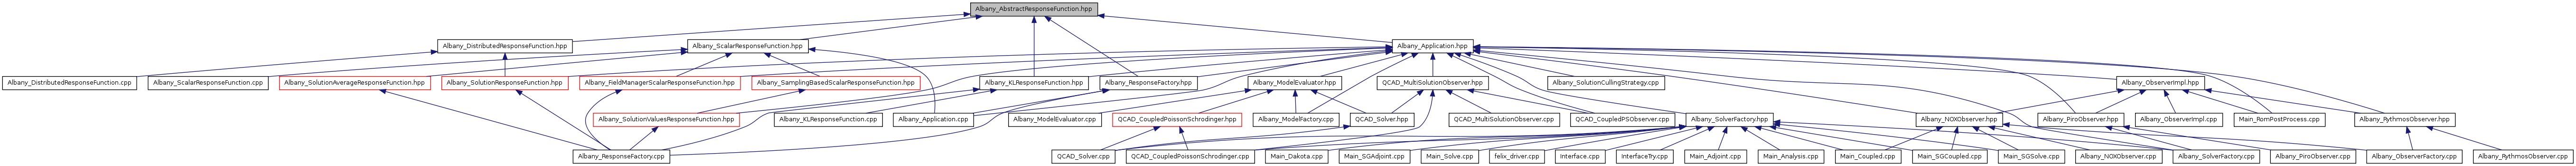 Albany_AbstractResponseFunction.hpp
Albany_DistributedResponseFunction.hpp
Albany_ScalarResponseFunction.hpp
Albany_Application.hpp
Albany_DistributedResponseFunction.cpp
Albany_ScalarResponseFunction.cpp
Albany_SolutionAverageResponseFunction.hpp
Albany_SolutionResponseFunction.hpp
Albany_FieldManagerScalarResponseFunction.hpp
Albany_SamplingBasedScalarResponseFunction.hpp
Albany_KLResponseFunction.hpp
Albany_ResponseFactory.hpp
Albany_ModelEvaluator.hpp
QCAD_MultiSolutionObserver.hpp
Albany_SolutionCullingStrategy.cpp
Albany_ObserverImpl.hpp
Albany_SolutionValuesResponseFunction.hpp
Albany_KLResponseFunction.cpp
Albany_Application.cpp
Albany_ModelEvaluator.cpp
QCAD_CoupledPoissonSchrodinger.hpp
Albany_ModelFactory.cpp
QCAD_Solver.hpp
QCAD_MultiSolutionObserver.cpp
QCAD_CoupledPSObserver.cpp
Albany_SolverFactory.hpp
Albany_NOXObserver.hpp
Albany_PiroObserver.hpp
Albany_ObserverImpl.cpp
Main_RomPostProcess.cpp
Albany_RythmosObserver.hpp
Albany_ResponseFactory.cpp
QCAD_Solver.cpp
QCAD_CoupledPoissonSchrodinger.cpp
Main_Dakota.cpp
Main_SGAdjoint.cpp
Main_Solve.cpp
felix_driver.cpp
Interface.cpp
InterfaceTry.cpp
Main_Adjoint.cpp
Main_Analysis.cpp
Main_Coupled.cpp
Main_SGCoupled.cpp
Main_SGSolve.cpp
Albany_NOXObserver.cpp
Albany_SolverFactory.cpp
Albany_PiroObserver.cpp
Albany_ObserverFactory.cpp
Albany_RythmosObserver.cpp